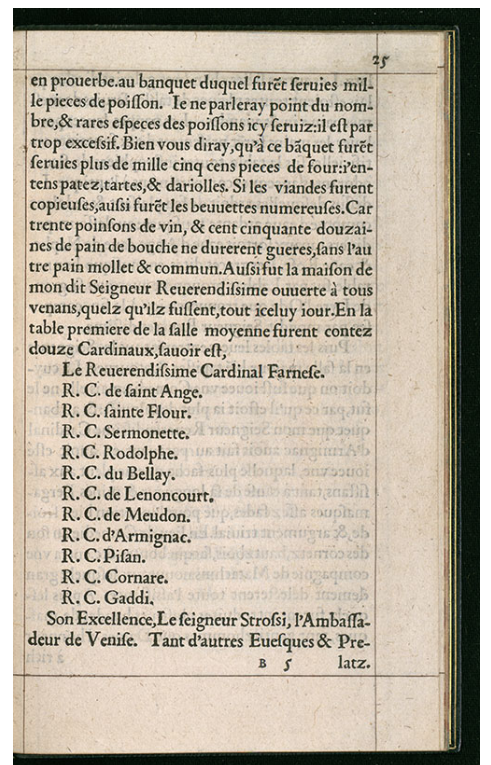 25
en prouerbe.au banquet duquel furẽt ſeruies mil-
le pieces de poiſſon. Ie ne parleray point du nom-
bre,& rares eſpeces des poiſſons icy ſeruiz:il eſt par
trop exceſſif. Bien vous diray,qu'à ce bãquet furẽt
ſeruies plus de mille cinq cens pieces de four:i'en-
tens patez,tartes,& dariolles. Si les viandes furent
copieuſes,auſſi furẽt les beuuettes numereuſes.Car
trente poinſons de vin, & cent cinquante douzai-
nes de pain de bouche ne durerent gueres,ſans l'au
tre pain mollet & commun.Auſſi fut la maiſon de
mon dit Seigneur Reuerendiſſime ouuerte à tous
venans,quelz qu'ilz fuſſent,tout iceluy iour.En la
table premiere de la ſalle moyenne furent contez
douze Cardinaux,ſauoir eſt,
Le Reuerendiſſime Cardinal Farneſe.
R. C. de ſaint Ange.
R. C. ſainte Flour.
R. C. Sermonette.
R. C. Rodolphe.
R. C. du Bellay.
R. C. de Lenoncourt.
R. C. de Meudon.
R. C. d'Armignac.
R. C. Piſan.
R. C. Cornare.
R. C. Gaddi.
Son Excellence,Le ſeigneur Stroſſi, l'Ambaſſa-
deur de Veniſe. Tant d'autres Eueſques & Pre-
B 5 latz.